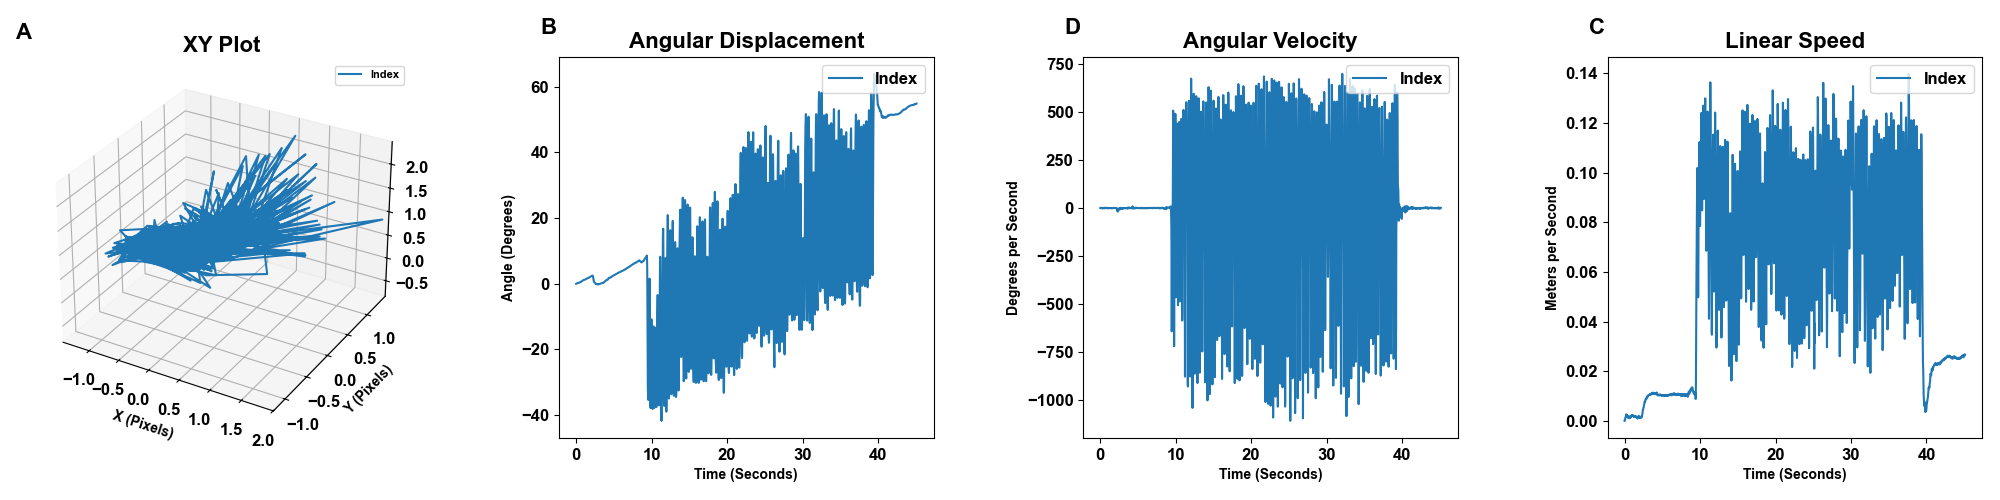 A
XY Plot
Index
2.0
1.5
1.0
0.5
0.0
−0.5
−1.0
−0.5
0.0
0.5
1.0
1.5
2.0
X (Pixels)
−1.0
−0.5
0.0
0.5
1.0
Y (Pixels)
B
Angular Displacement
Index
60
40
20
0
−20
−40
Angle (Degrees)
0
10
20
30
40
Time (Seconds)
D
Angular Velocity
Index
750
500
250
0
−250
−500
−750
−1000
Degrees per Second
0
10
20
30
40
Time (Seconds)
C
Linear Speed
Index
0.14
0.12
0.10
0.08
0.06
0.04
0.02
0.00
Meters per Second
0
10
20
30
40
Time (Seconds)